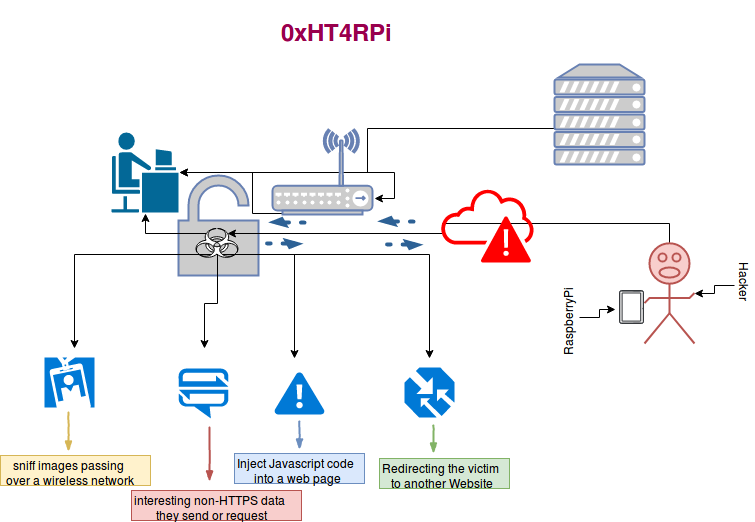 0xHT4RPi
Hacker
RaspberryPi
sniff images passing
over a wireless network
interesting non-HTTPS data
they send or request
Inject Javascript code
into a web page
Redirecting the victim
to another Website